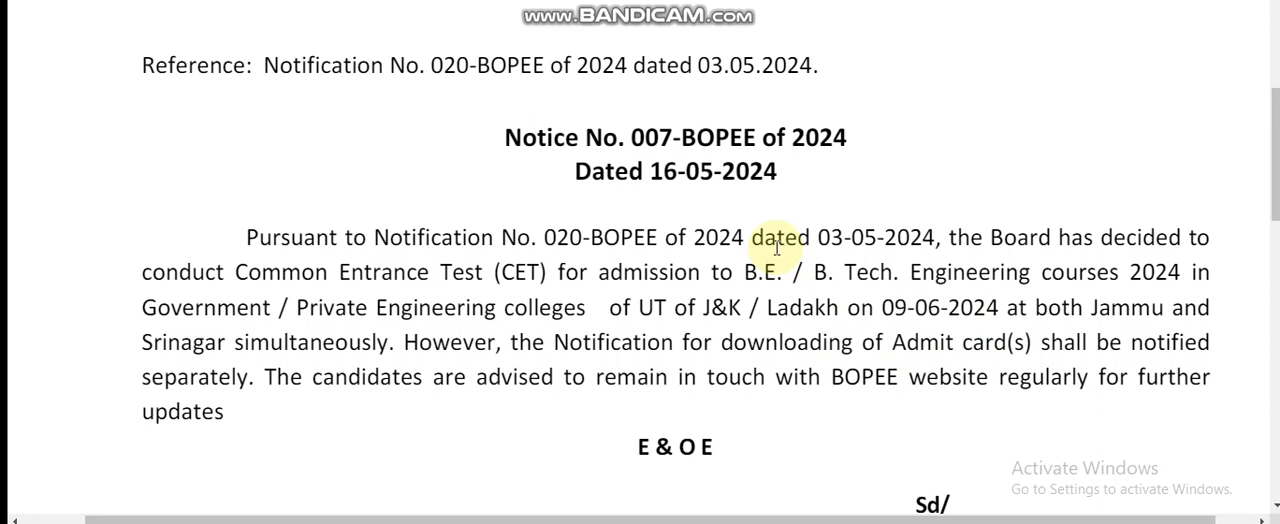 www.BANDICAM.com
Reference: Notification No. 020-BOPEE of 2024 dated 03.05.2024.
Notice No. 007-BOPEE of 2024
Dated 16-05-2024
Pursuant to Notification No. 020-BOPEE of 2024 dated 03-05-2024, the Board has decided to
conduct Common Entrance Test (CET) for admission to B.E. / B. Tech. Engineering courses 2024 in
Government / Private Engineering colleges of UT of J&K / Ladakh on 09-06-2024 at both Jammu and
Srinagar simultaneously. However, the Notification for downloading of Admit card(s) shall be notified
separately. The candidates are advised to remain in touch with BOPEE website regularly for further
updates
E & O E
Activate Windows
Go to Settings to activate Windows.
Sd/